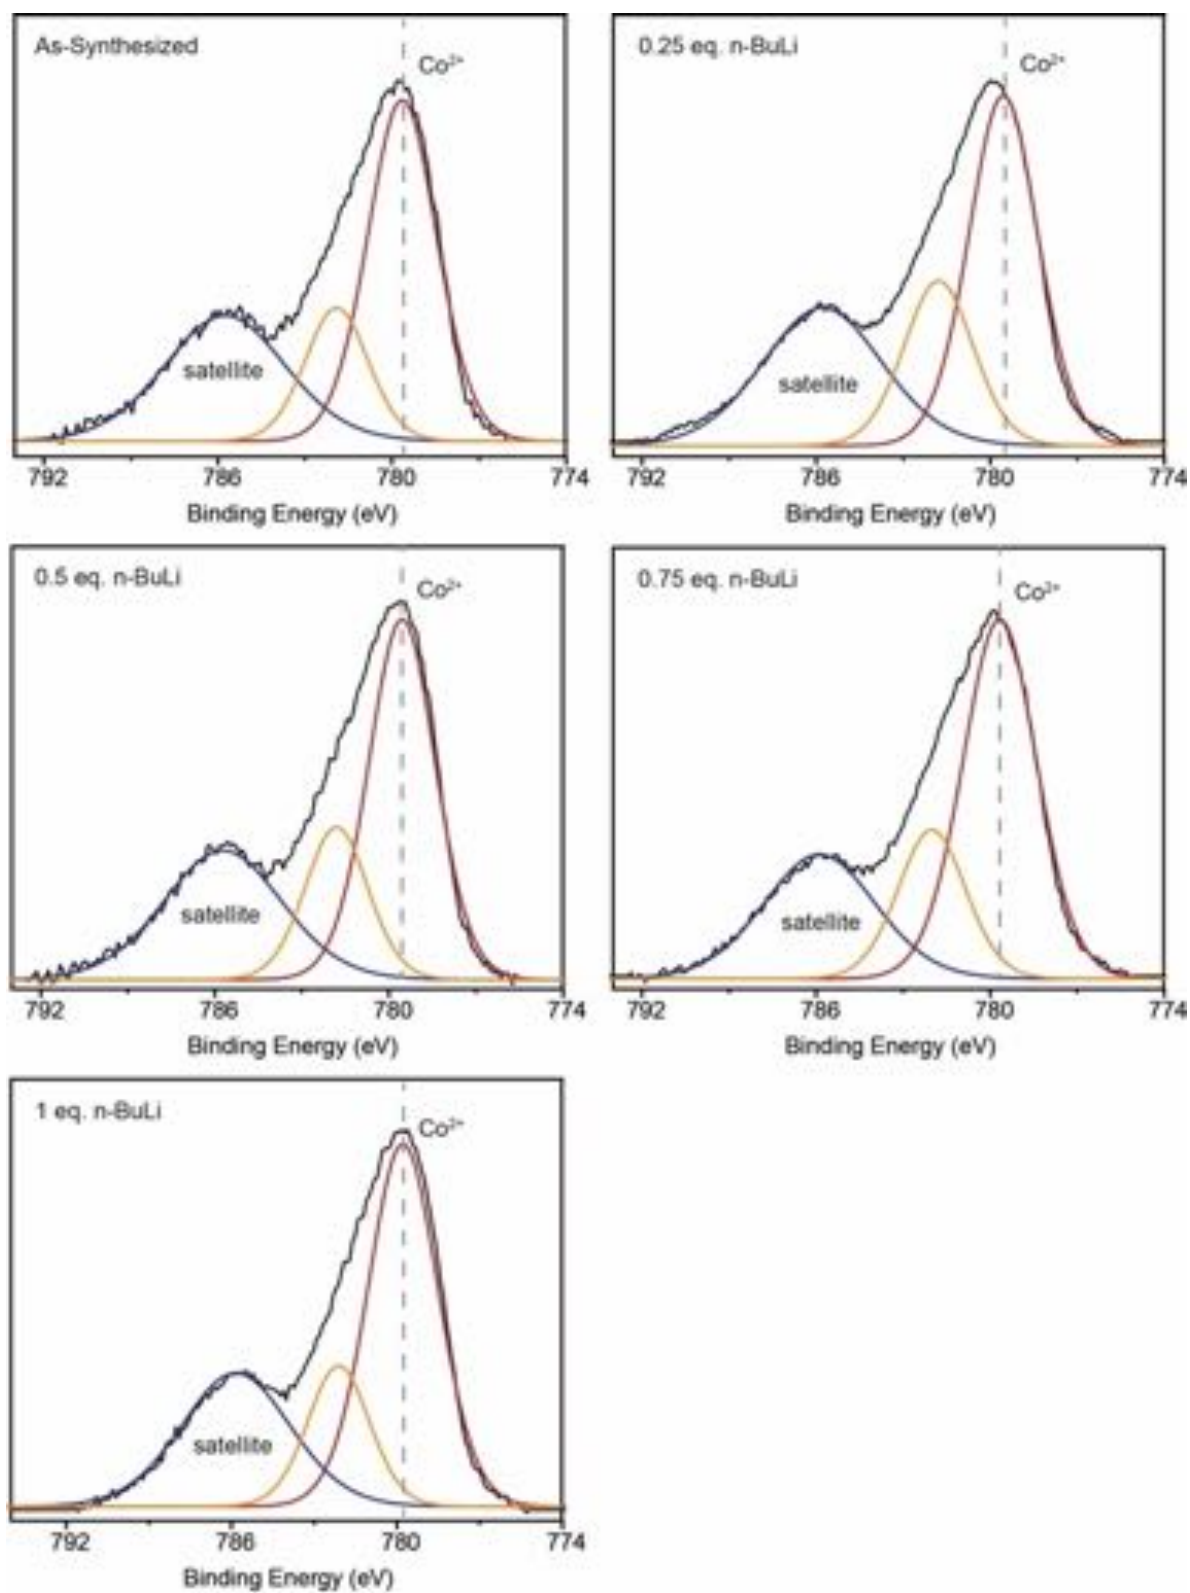 As-Synthesized
Co²⁺
satellite
792 786 780 774
Binding Energy (eV)
0.25 eq. n-BuLi
Co²⁺
satellite
792 786 780 774
Binding Energy (eV)
0.5 eq. n-BuLi
Co²⁺
satellite
792 786 780 774
Binding Energy (eV)
0.75 eq. n-BuLi
Co²⁺
satellite
792 786 780 774
Binding Energy (eV)
1 eq. n-BuLi
Co²⁺
satellite
792 786 780 774
Binding Energy (eV)